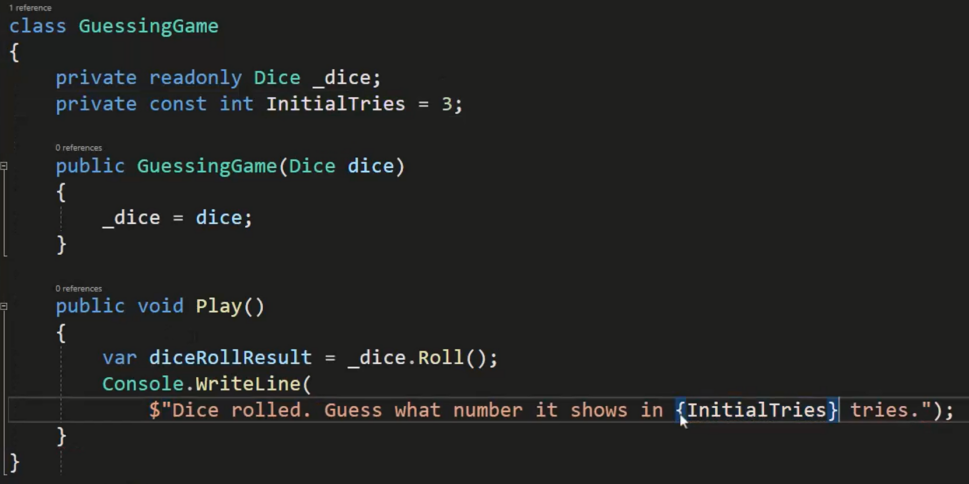 1 reference
class GuessingGame
{
private readonly Dice _dice;
private const int InitialTries = 3;
0 references
public GuessingGame(Dice dice)
{
_dice = dice;
}
0 references
public void Play()
{
var diceRollResult = _dice.Roll();
Console.WriteLine(
$"Dice rolled. Guess what number it shows in {InitialTries} tries.");
}
}